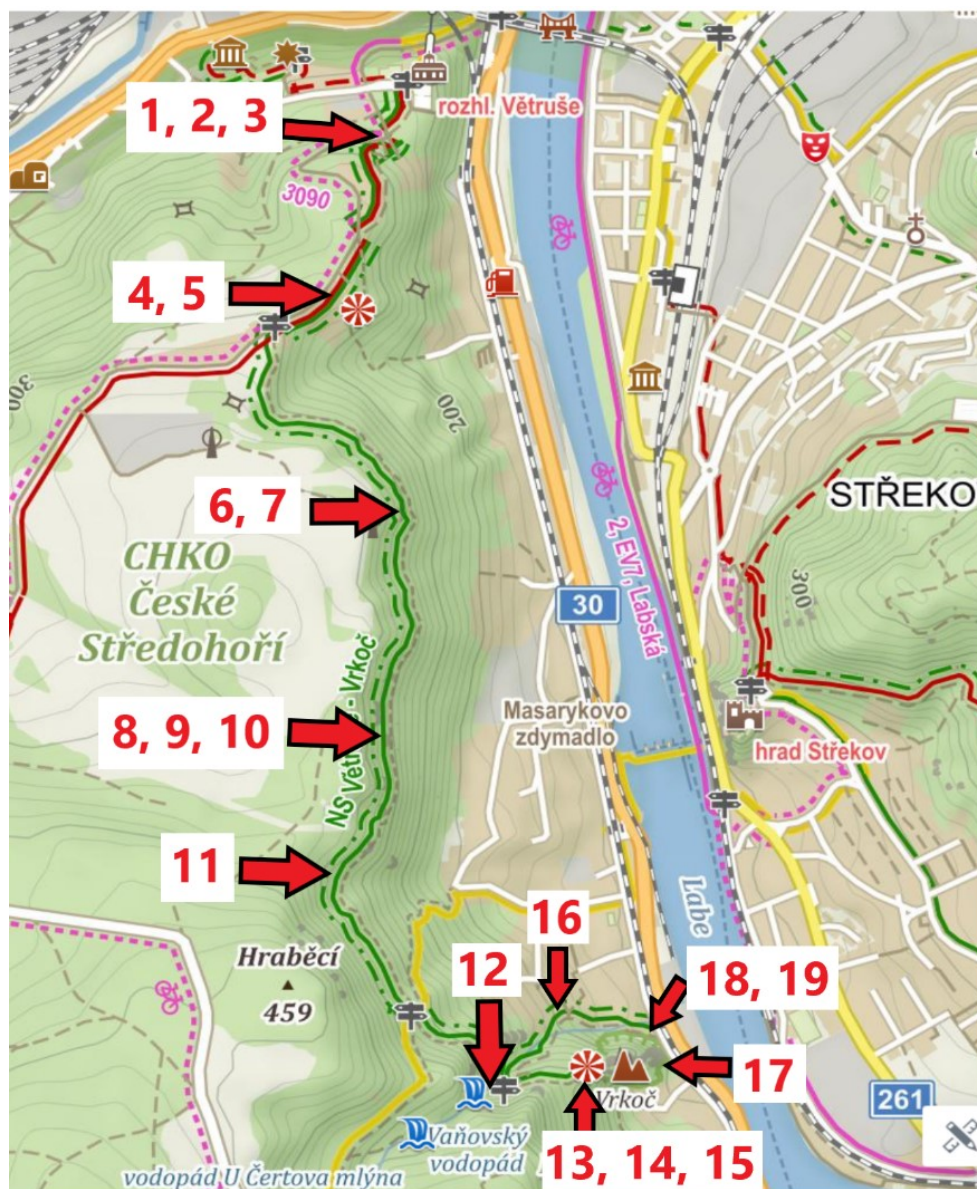 1, 2, 3
rozhl. Větruše
3090
4, 5
300
200
6, 7
STŘEKO
CHKO
České
Středohoří
30
2, EV7, Labská
300
8, 9, 10
NS Vět - Vrkoč
Masarykovo
zdymadlo
hrad Střekov
11
Labe
Hraběcí
459
12
16
18, 19
17
Vrkoč
261
Vaňovský
vodopád
vodopád U Čertova mlýna
13, 14, 15